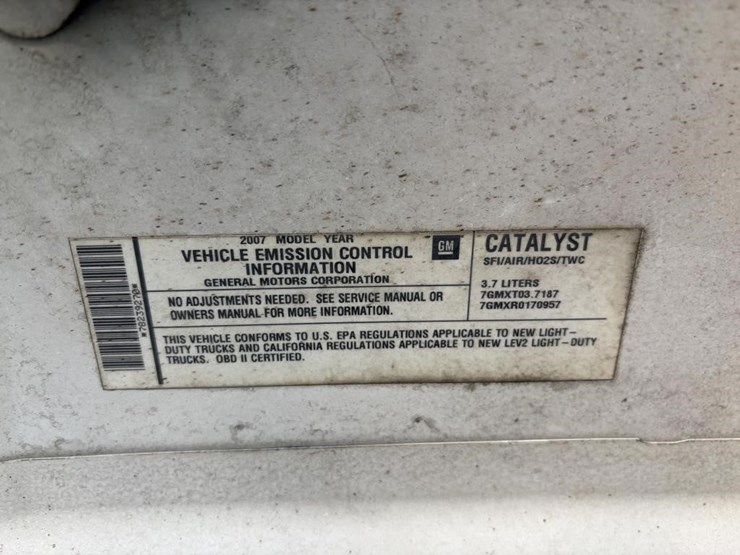 *78239270*
2007 MODEL YEAR
VEHICLE EMISSION CONTROL
INFORMATION
GENERAL MOTORS CORPORATION
GM
NO ADJUSTMENTS NEEDED. SEE SERVICE MANUAL OR
OWNERS MANUAL FOR MORE INFORMATION.
CATALYST
SFI/AIR/HO2S/TWC
3.7 LITERS
7GMXT03.7187
7GMXR0170957
THIS VEHICLE CONFORMS TO U.S. EPA REGULATIONS APPLICABLE TO NEW LIGHT-
DUTY TRUCKS AND CALIFORNIA REGULATIONS APPLICABLE TO NEW LEV2 LIGHT-DUTY
TRUCKS. OBD II CERTIFIED.